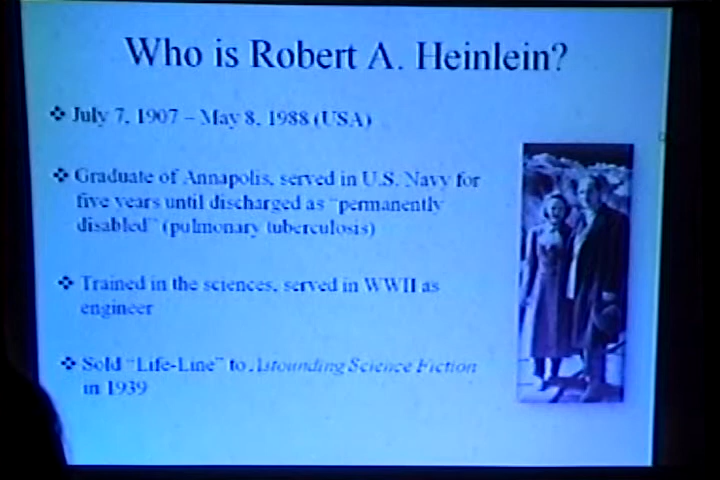 Who is Robert A. Heinlein?
❖ July 7, 1907 – May 8, 1988 (USA)
❖ Graduate of Annapolis, served in U.S. Navy for
five years until discharged as "permanently
disabled" (pulmonary tuberculosis)
❖ Trained in the sciences, served in WWII as
engineer
❖ Sold "Life-Line" to Astounding Science Fiction
in 1939